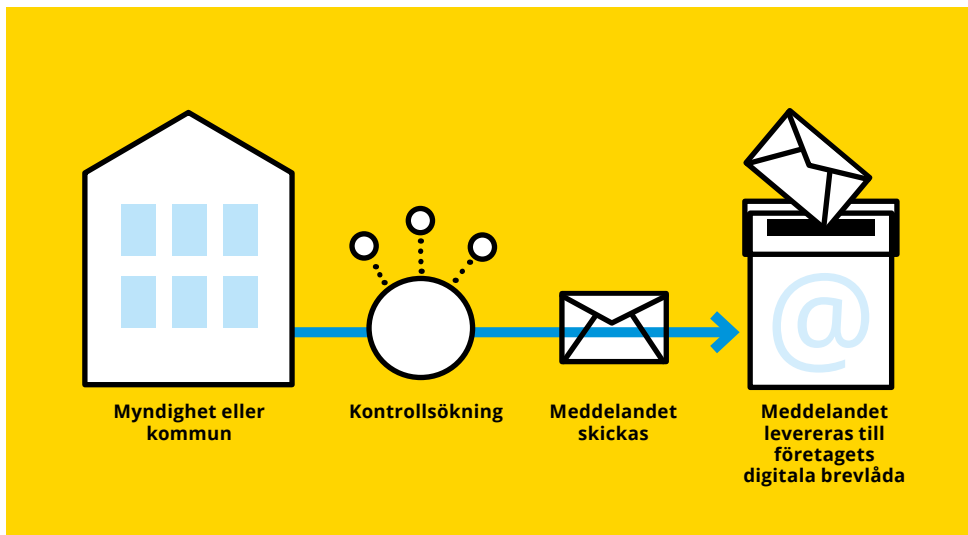 Myndighet eller
kommun
Kontrollsökning
Meddelandet
skickas
Meddelandet
levereras till
företagets
digitala brevlåda
@